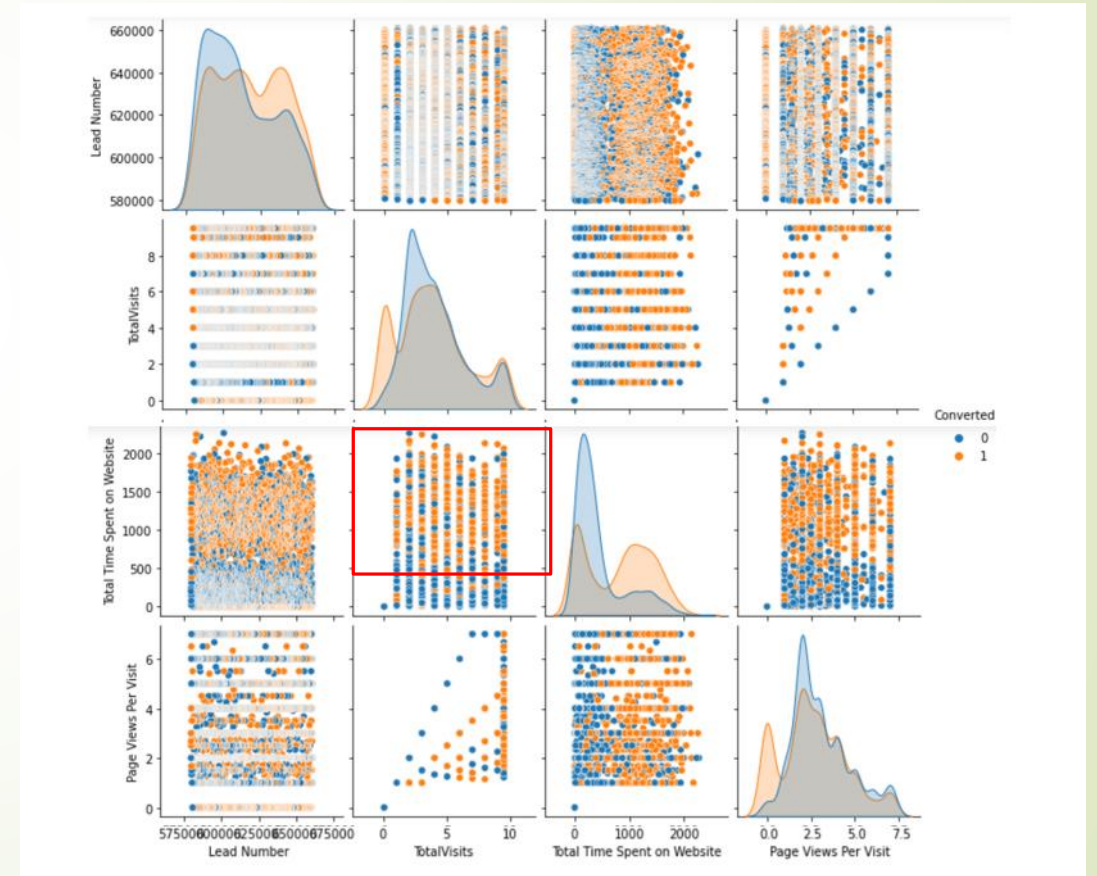 660000
640000
620000
600000
580000
Lead Number
8
6
4
2
0
TotalVisits
Converted
0
1
2000
1500
1000
500
0
Total Time Spent on Website
6
4
2
0
Page Views Per Visit
575000 600000 625000 650000 675000
0 5 10
0 1000 2000
0.0 2.5 5.0 7.5
Lead Number
TotalVisits
Total Time Spent on Website
Page Views Per Visit